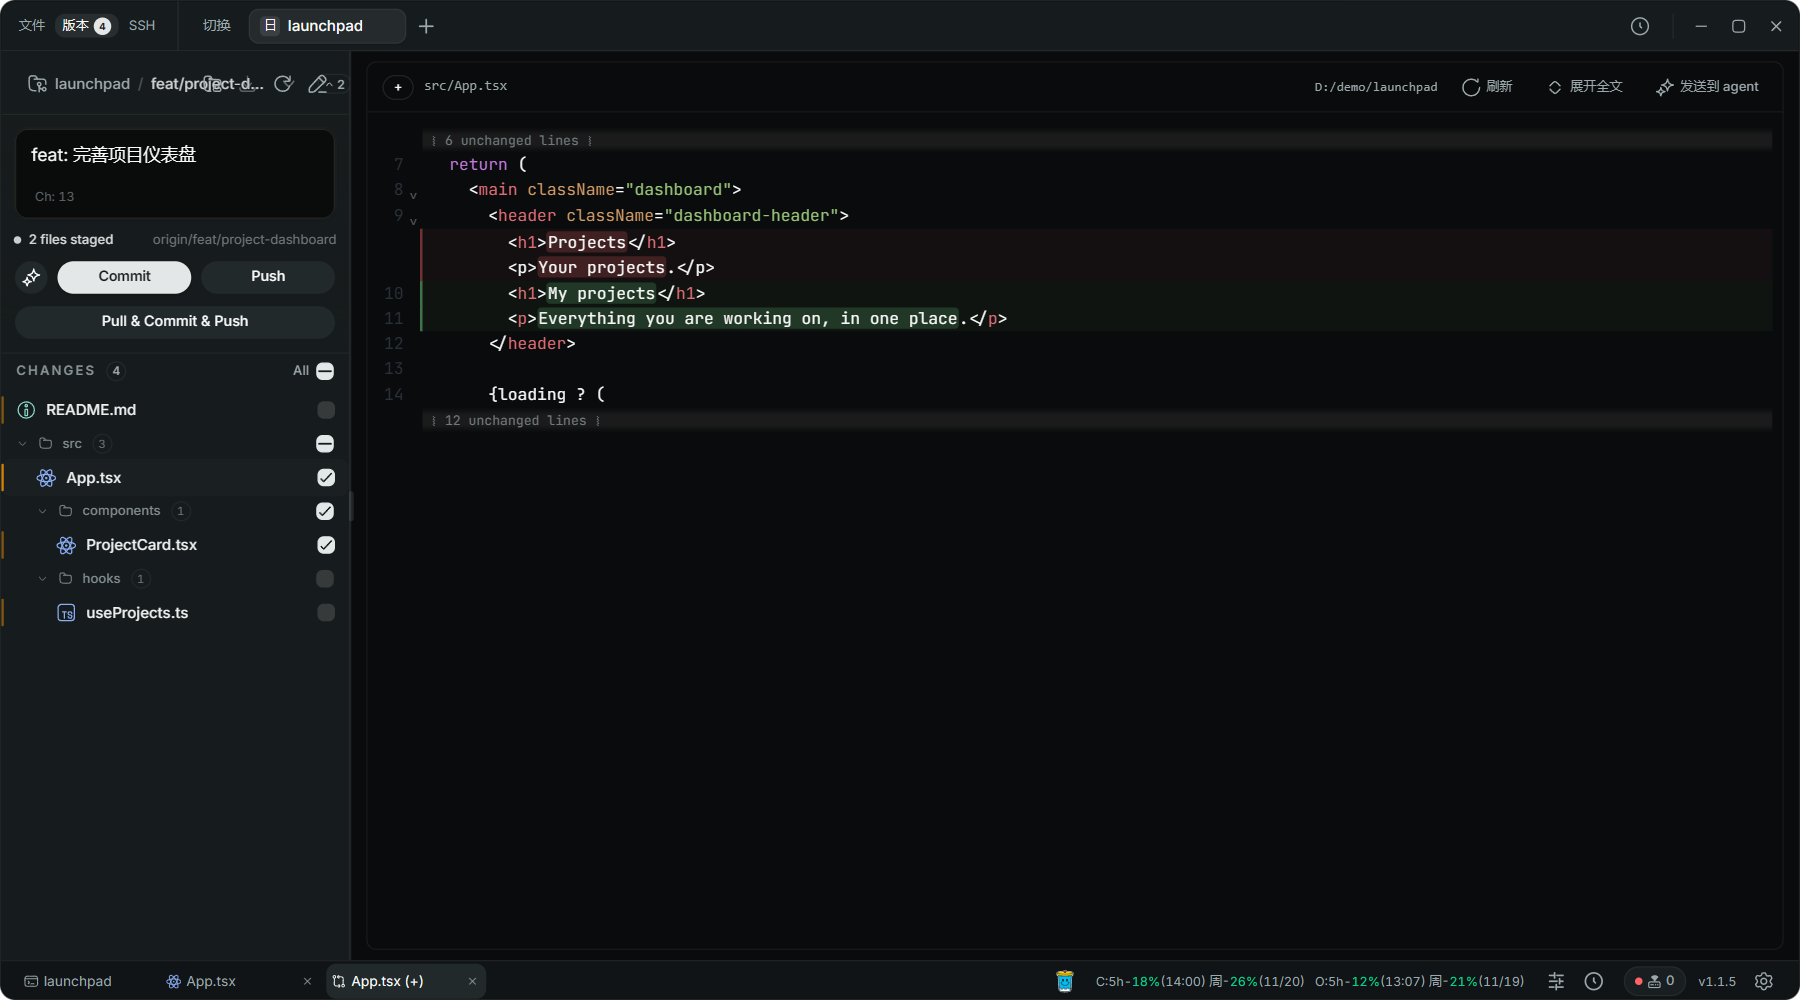 文件 版本 4 SSH 切换 launchpad
launchpad / feat/project-d... 2
src/App.tsx D:/demo/launchpad 刷新 展开全文 发送到 agent
feat: 完善项目仪表盘
Ch: 13
2 files staged origin/feat/project-dashboard
Commit Push
Pull & Commit & Push
CHANGES 4 All
README.md
src 3
App.tsx
components 1
ProjectCard.tsx
hooks 1
useProjects.ts
6 unchanged lines
7 return (
8 <main className="dashboard">
9 <header className="dashboard-header">
<h1>Projects</h1>
<p>Your projects.</p>
10 <h1>My projects</h1>
11 <p>Everything you are working on, in one place.</p>
12 </header>
13
14 {loading ? (
12 unchanged lines
launchpad App.tsx App.tsx (+) C:5h-18%(14:00) 周-26%(11/20) O:5h-12%(13:07) 周-21%(11/19) 0 v1.1.5